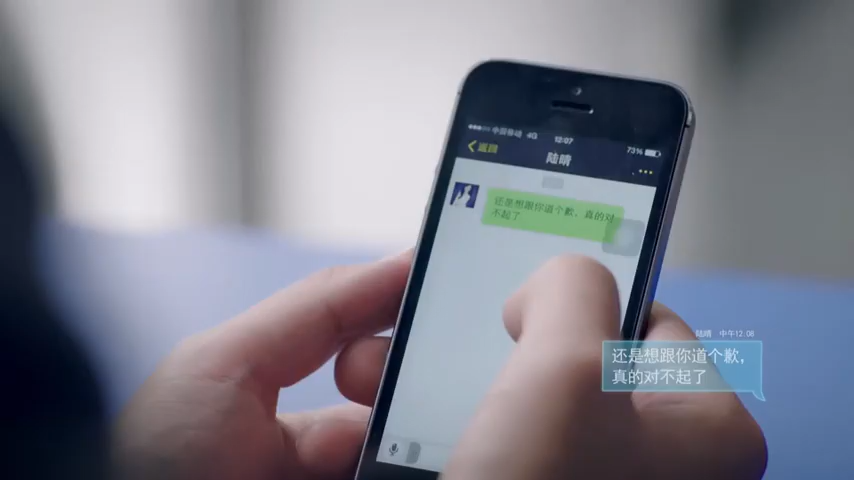 中国移动 4G 12:07 73%
返回 陆晴
还是想跟你道个歉，真的对
不起了
陆晴 中午12:08
还是想跟你道个歉，
真的对不起了